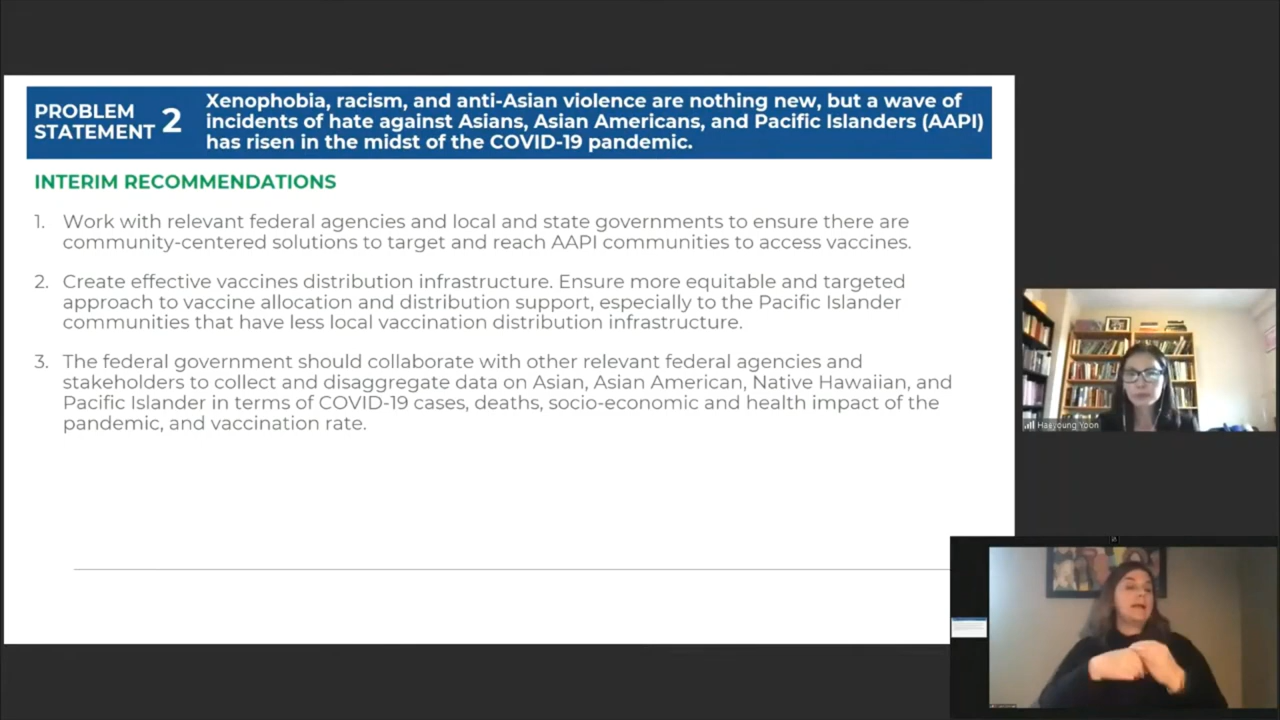 PROBLEM
STATEMENT 2
Xenophobia, racism, and anti-Asian violence are nothing new, but a wave of
incidents of hate against Asians, Asian Americans, and Pacific Islanders (AAPI)
has risen in the midst of the COVID-19 pandemic.
INTERIM RECOMMENDATIONS
1. Work with relevant federal agencies and local and state governments to ensure there are
community-centered solutions to target and reach AAPI communities to access vaccines.
2. Create effective vaccines distribution infrastructure. Ensure more equitable and targeted
approach to vaccine allocation and distribution support, especially to the Pacific Islander
communities that have less local vaccination distribution infrastructure.
3. The federal government should collaborate with other relevant federal agencies and
stakeholders to collect and disaggregate data on Asian, Asian American, Native Hawaiian, and
Pacific Islander in terms of COVID-19 cases, deaths, socio-economic and health impact of the
pandemic, and vaccination rate.
Haeyoung Yoon